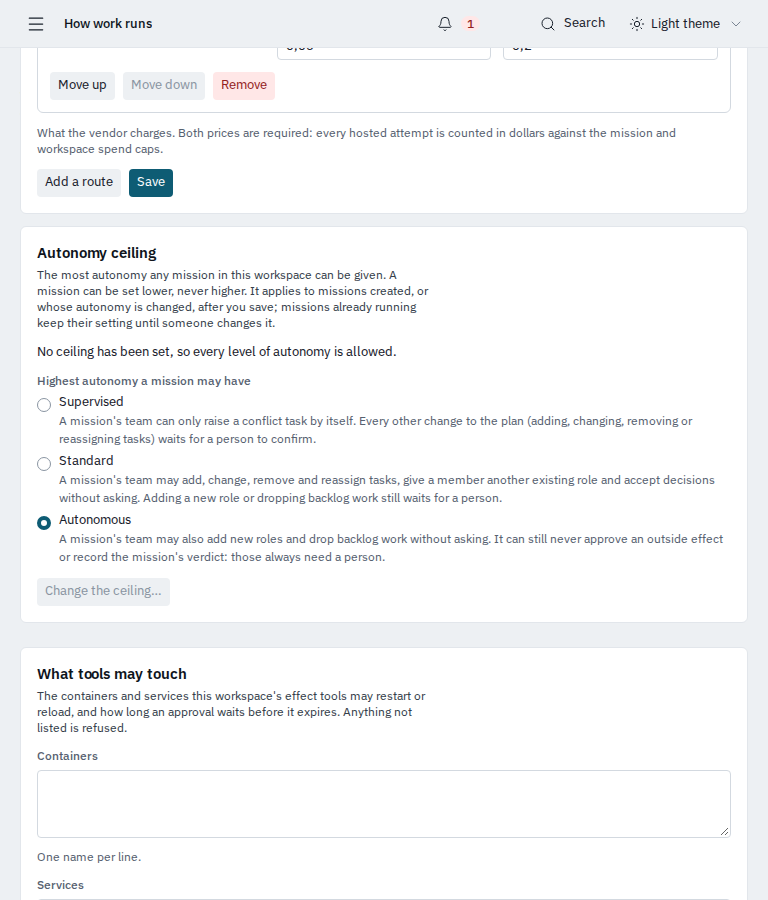 How work runs
1
Search
Light theme
Move up
Move down
Remove
What the vendor charges. Both prices are required: every hosted attempt is counted in dollars against the mission and
workspace spend caps.
Add a route
Save
Autonomy ceiling
The most autonomy any mission in this workspace can be given. A
mission can be set lower, never higher. It applies to missions created, or
whose autonomy is changed, after you save; missions already running
keep their setting until someone changes it.
No ceiling has been set, so every level of autonomy is allowed.
Highest autonomy a mission may have
Supervised
A mission's team can only raise a conflict task by itself. Every other change to the plan (adding, changing, removing or
reassigning tasks) waits for a person to confirm.
Standard
A mission's team may add, change, remove and reassign tasks, give a member another existing role and accept decisions
without asking. Adding a new role or dropping backlog work still waits for a person.
Autonomous
A mission's team may also add new roles and drop backlog work without asking. It can still never approve an outside effect
or record the mission's verdict: those always need a person.
Change the ceiling...
What tools may touch
The containers and services this workspace's effect tools may restart or
reload, and how long an approval waits before it expires. Anything not
listed is refused.
Containers
One name per line.
Services